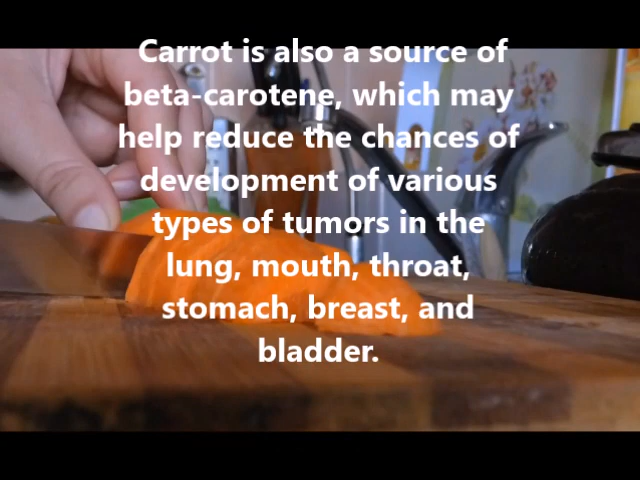 Carrot is also a source of
beta-carotene, which may
help reduce the chances of
development of various
types of tumors in the
lung, mouth, throat,
stomach, breast, and
bladder.